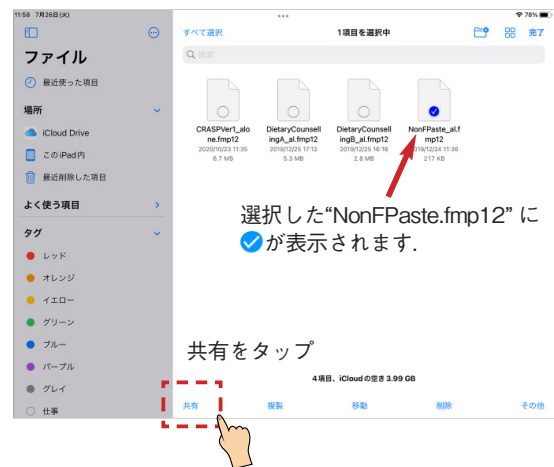 11:58 7月26日(火)
78%
ファイル
最近使った項目
場所
iCloud Drive
このiPad内
最近削除した項目
よく使う項目
タグ
レッド
オレンジ
イエロー
グリーン
ブルー
パープル
グレイ
仕事
すべて選択
1項目を選択中
完了
検索
CRASPVer1_alo
ne.fmp12
2020/10/23 11:35
6.7 MB
DietaryCounsell
ingA_al.fmp12
2019/12/25 17:12
5.3 MB
DietaryCounsell
ingB_al.fmp12
2019/12/25 16:18
2.8 MB
NonFPaste_al.f
mp12
2019/12/24 11:36
217 KB
選択した“NonFPaste.fmp12” に
が表示されます.
共有をタップ
4項目、iCloudの空き 3.99 GB
共有
複製
移動
削除
その他